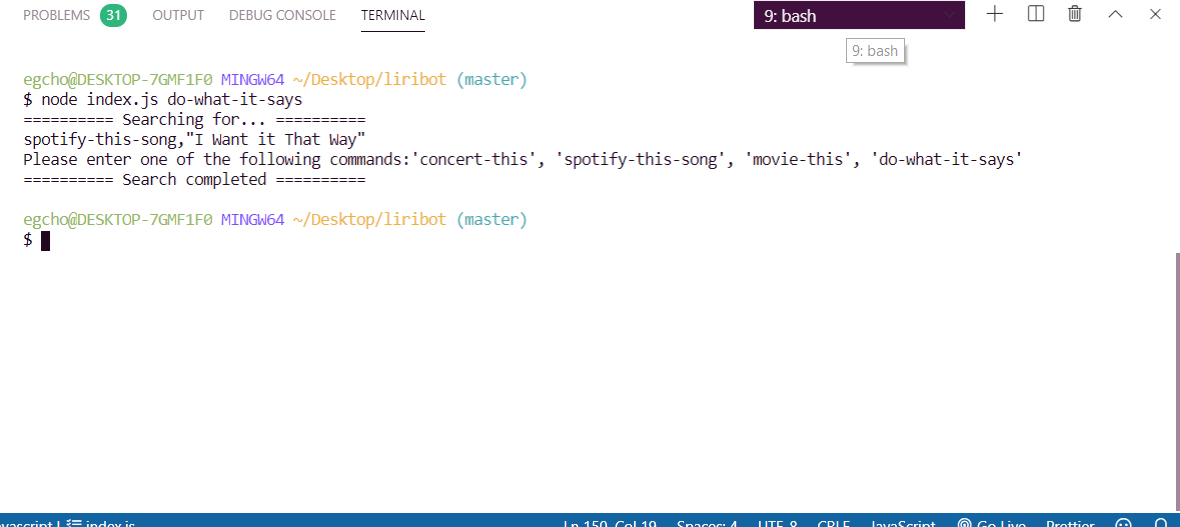 PROBLEMS 31 OUTPUT DEBUG CONSOLE TERMINAL 9: bash
9: bash
egcho@DESKTOP-7GMF1F0 MINGW64 ~/Desktop/liribot (master)
$ node index.js do-what-it-says
========== Searching for... ==========
spotify-this-song,"I Want it That Way"
Please enter one of the following commands:'concert-this', 'spotify-this-song', 'movie-this', 'do-what-it-says'
========== Search completed ==========
egcho@DESKTOP-7GMF1F0 MINGW64 ~/Desktop/liribot (master)
$
index.js Ln 150, Col 19 Spaces: 4 UTF-8 CRLF JavaScript Go Live Prettier